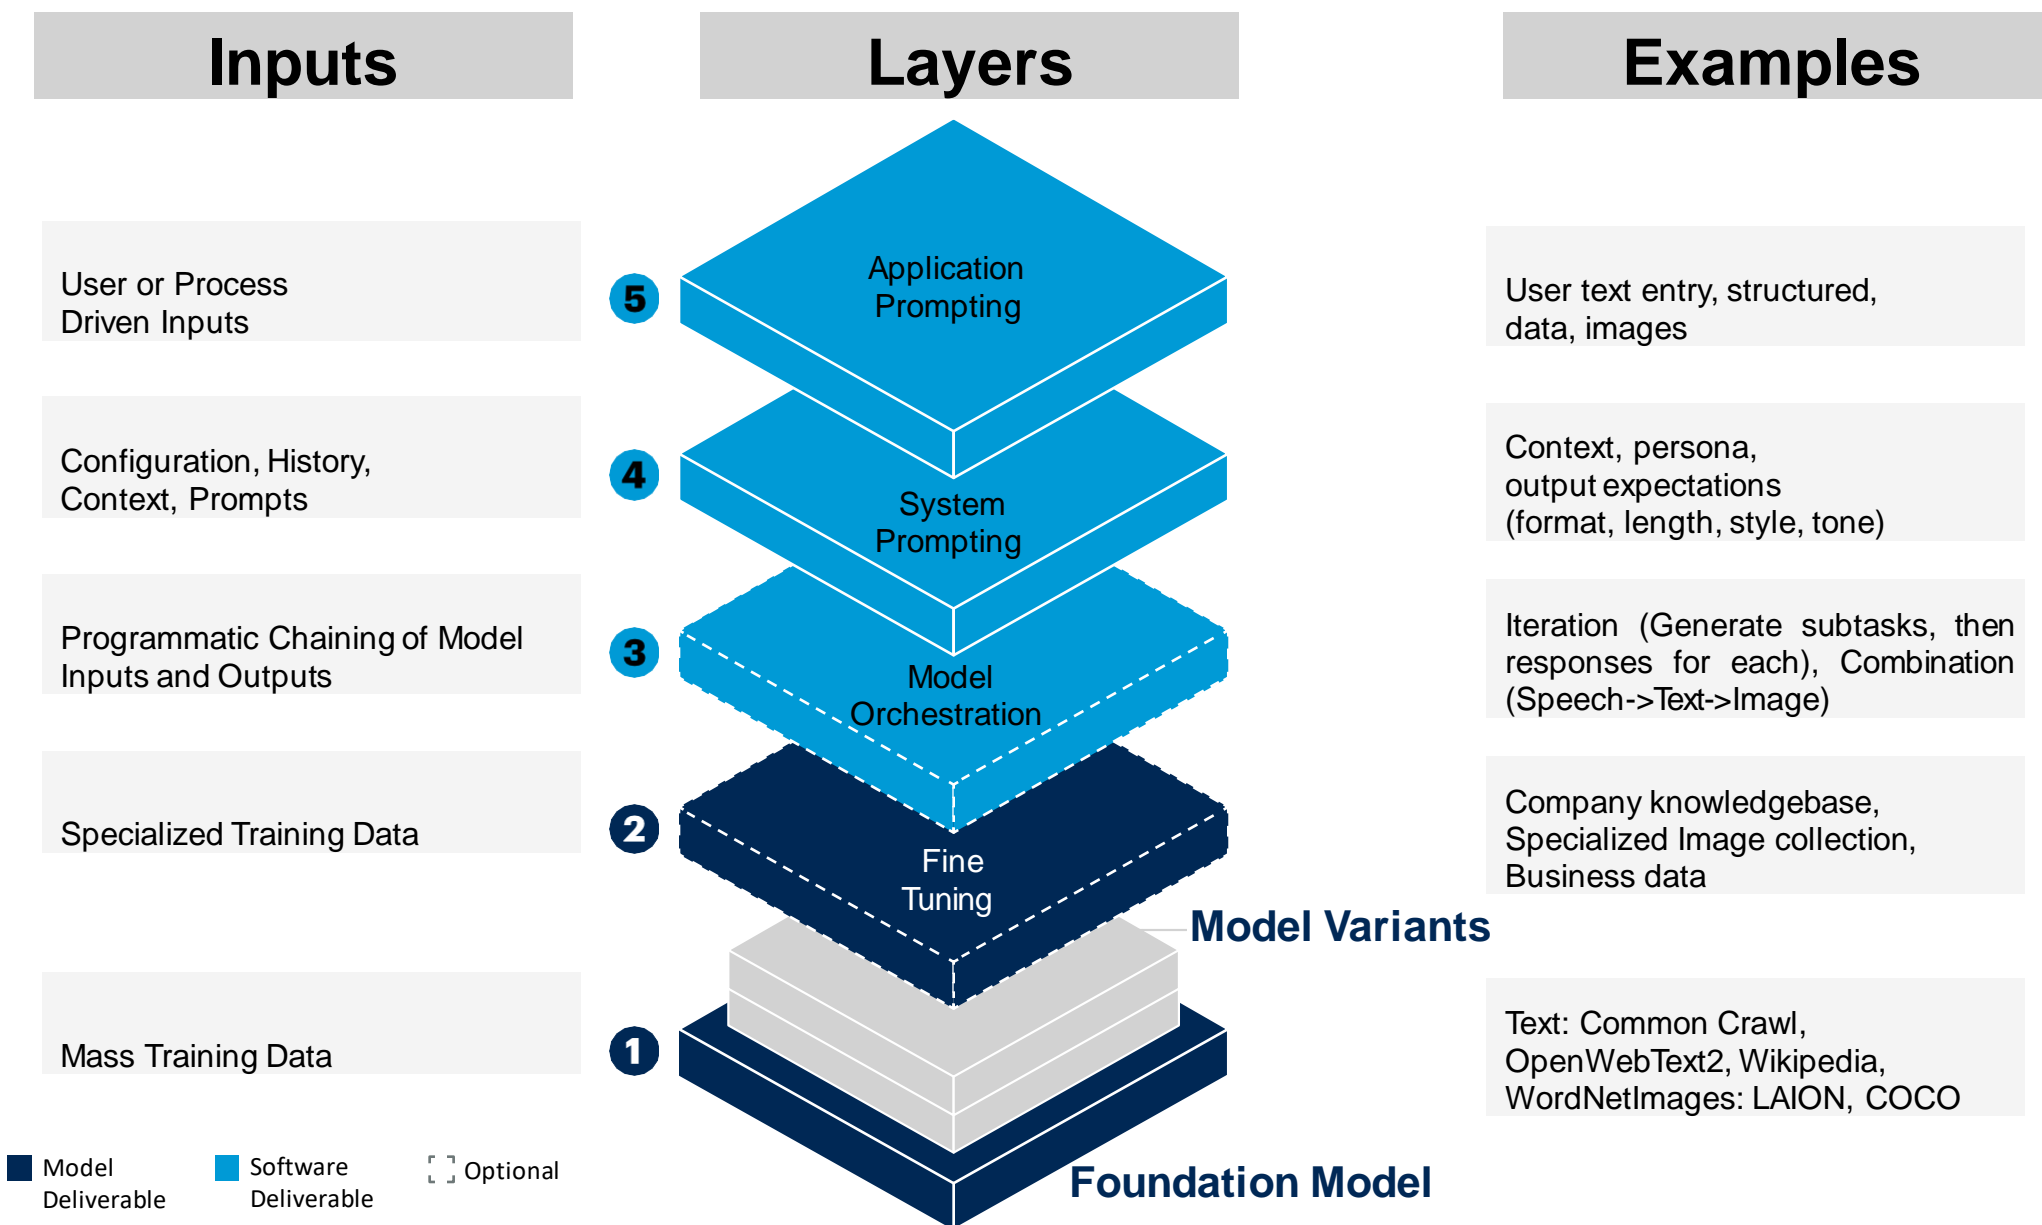 Inputs
Layers
Examples
User or Process
Driven Inputs
5
Application
Prompting
User text entry, structured,
data, images
Configuration, History,
Context, Prompts
4
System
Prompting
Context, persona,
output expectations
(format, length, style, tone)
Programmatic Chaining of Model
Inputs and Outputs
3
Model
Orchestration
Iteration (Generate subtasks, then
responses for each), Combination
(Speech->Text->Image)
Specialized Training Data
2
Fine
Tuning
Company knowledgebase,
Specialized Image collection,
Business data
Model Variants
Mass Training Data
1
Text: Common Crawl,
OpenWebText2, Wikipedia,
WordNetImages: LAION, COCO
Foundation Model
Model
Deliverable
Software
Deliverable
Optional